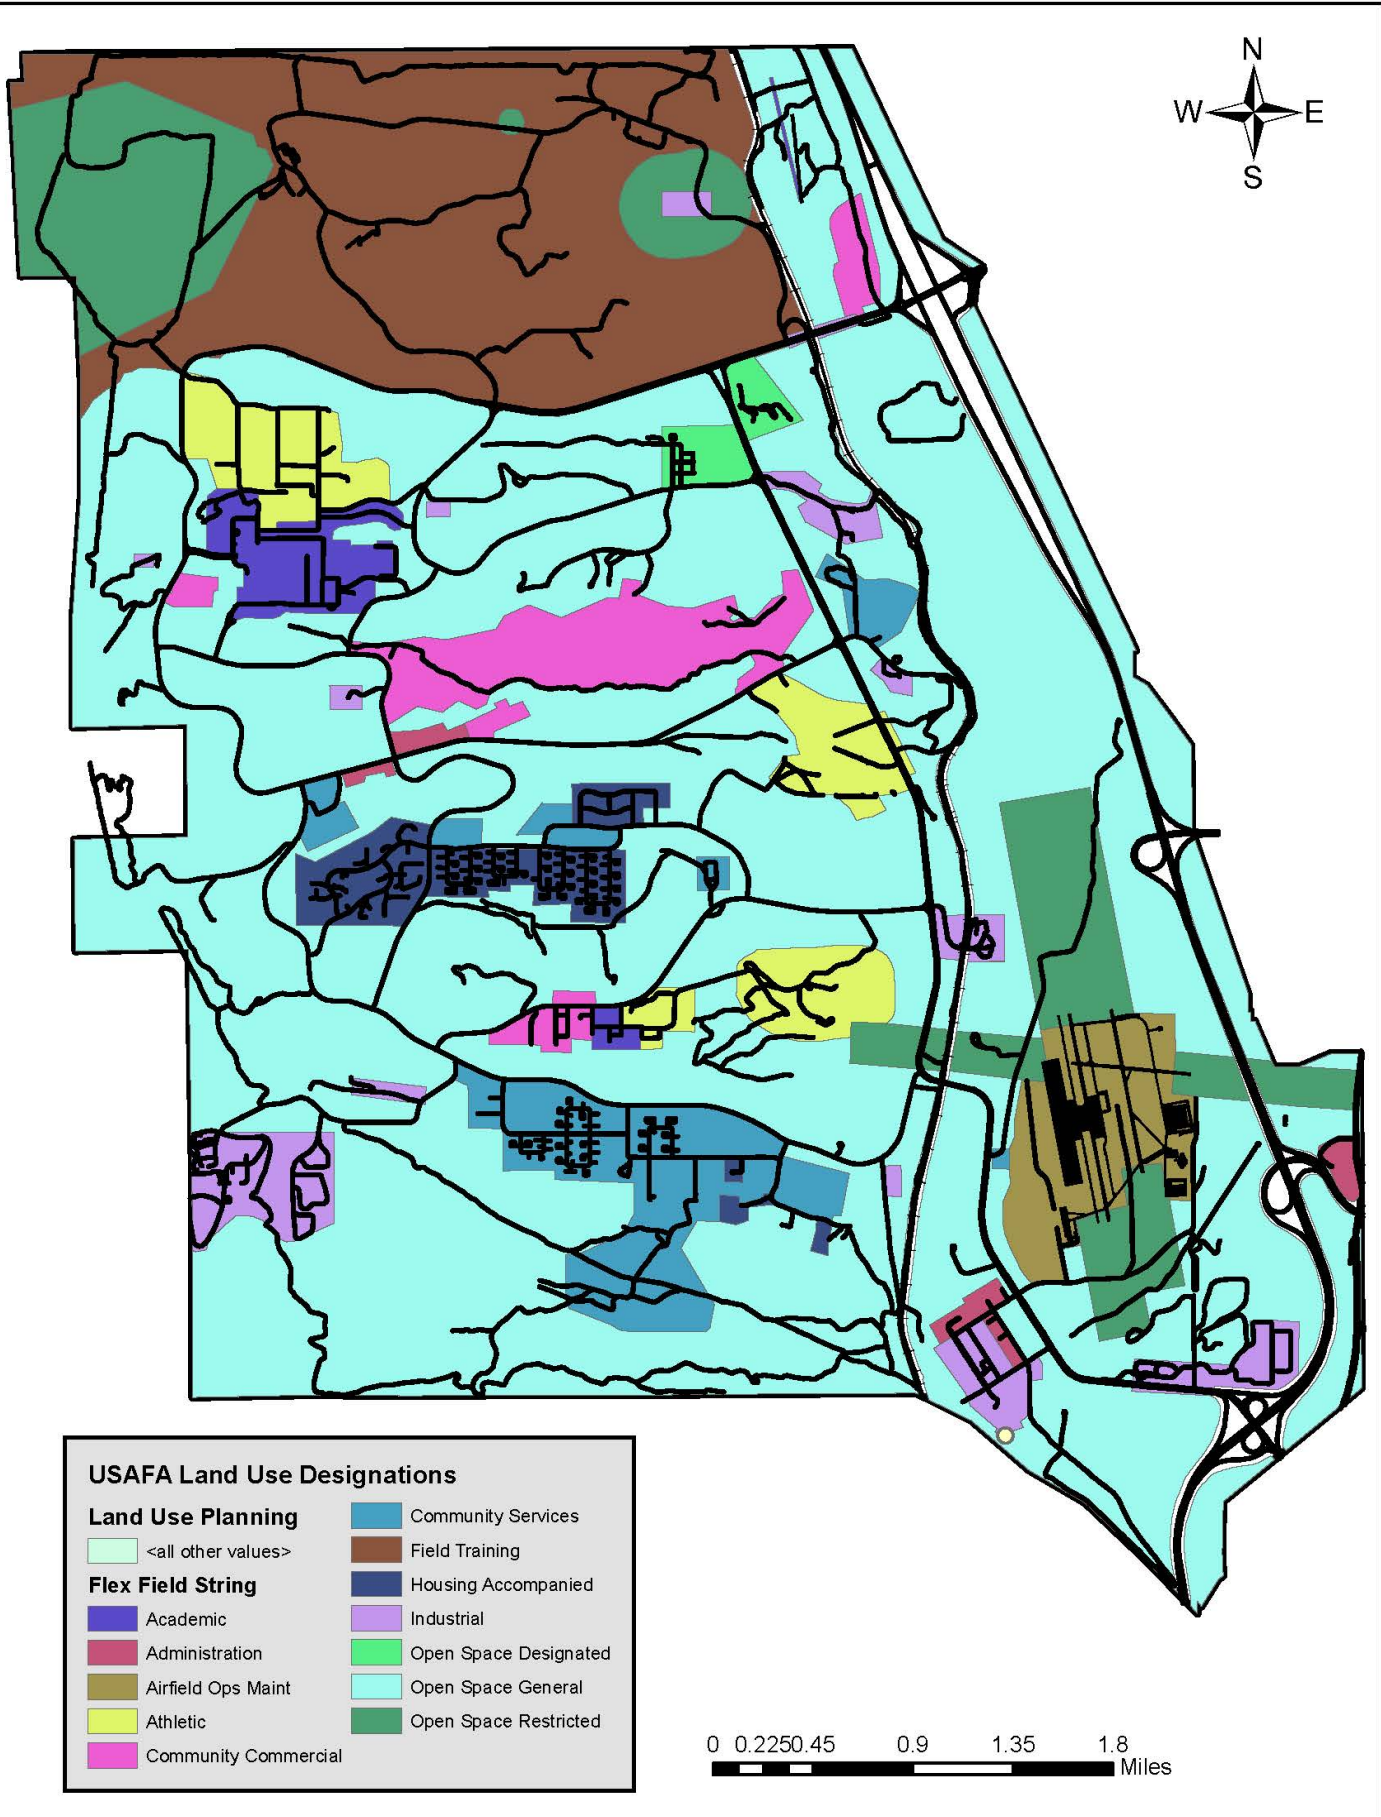 N
W E
S
USAFA Land Use Designations
Land Use Planning
<all other values>
Flex Field String
Academic
Administration
Airfield Ops Maint
Athletic
Community Commercial
Community Services
Field Training
Housing Accompanied
Industrial
Open Space Designated
Open Space General
Open Space Restricted
0 0.2250.45 0.9 1.35 1.8
Miles